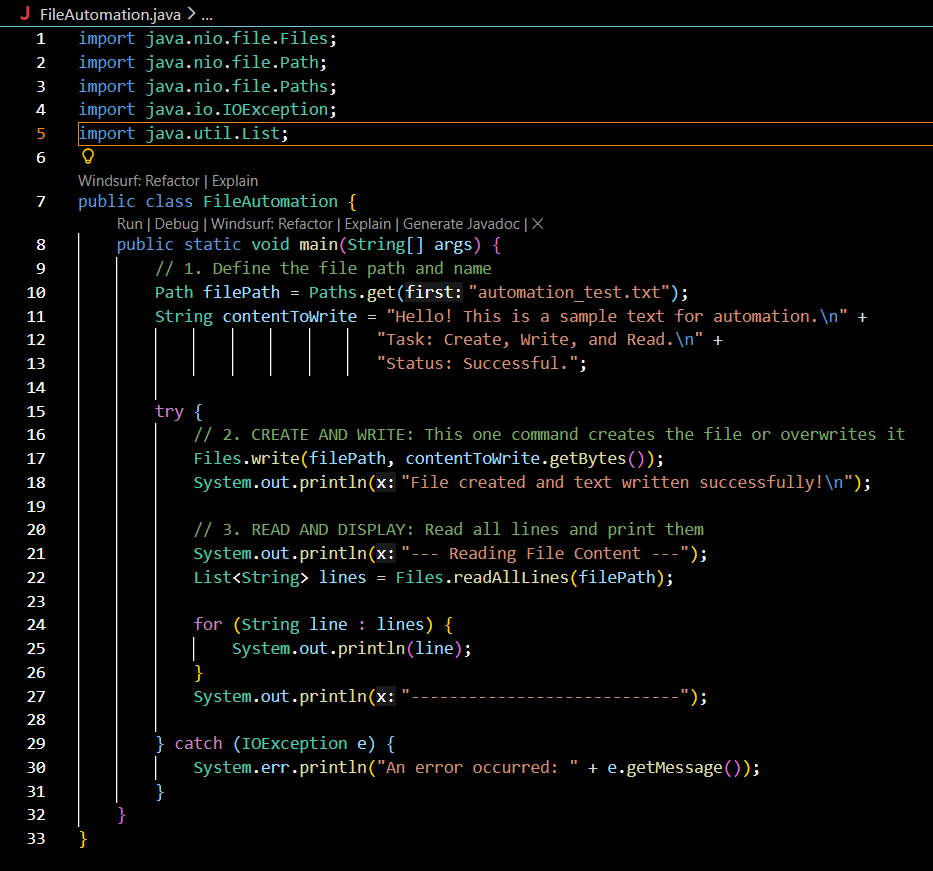 J FileAutomation.java > ...
1 import java.nio.file.Files;
2 import java.nio.file.Path;
3 import java.nio.file.Paths;
4 import java.io.IOException;
5 import java.util.List;
6
Windsurf: Refactor | Explain
7 public class FileAutomation {
Run | Debug | Windsurf: Refactor | Explain | Generate Javadoc | ×
8     public static void main(String[] args) {
9         // 1. Define the file path and name
10         Path filePath = Paths.get(first: "automation_test.txt");
11         String contentToWrite = "Hello! This is a sample text for automation.\n" +
12                                "Task: Create, Write, and Read.\n" +
13                                "Status: Successful.";
14
15         try {
16             // 2. CREATE AND WRITE: This one command creates the file or overwrites it
17             Files.write(filePath, contentToWrite.getBytes());
18             System.out.println(x: "File created and text written successfully!\n");
19
20             // 3. READ AND DISPLAY: Read all lines and print them
21             System.out.println(x: "--- Reading File Content ---");
22             List<String> lines = Files.readAllLines(filePath);
23
24             for (String line : lines) {
25                 System.out.println(line);
26             }
27             System.out.println(x: "----------------------------");
28
29         } catch (IOException e) {
30             System.err.println("An error occurred: " + e.getMessage());
31         }
32     }
33 }